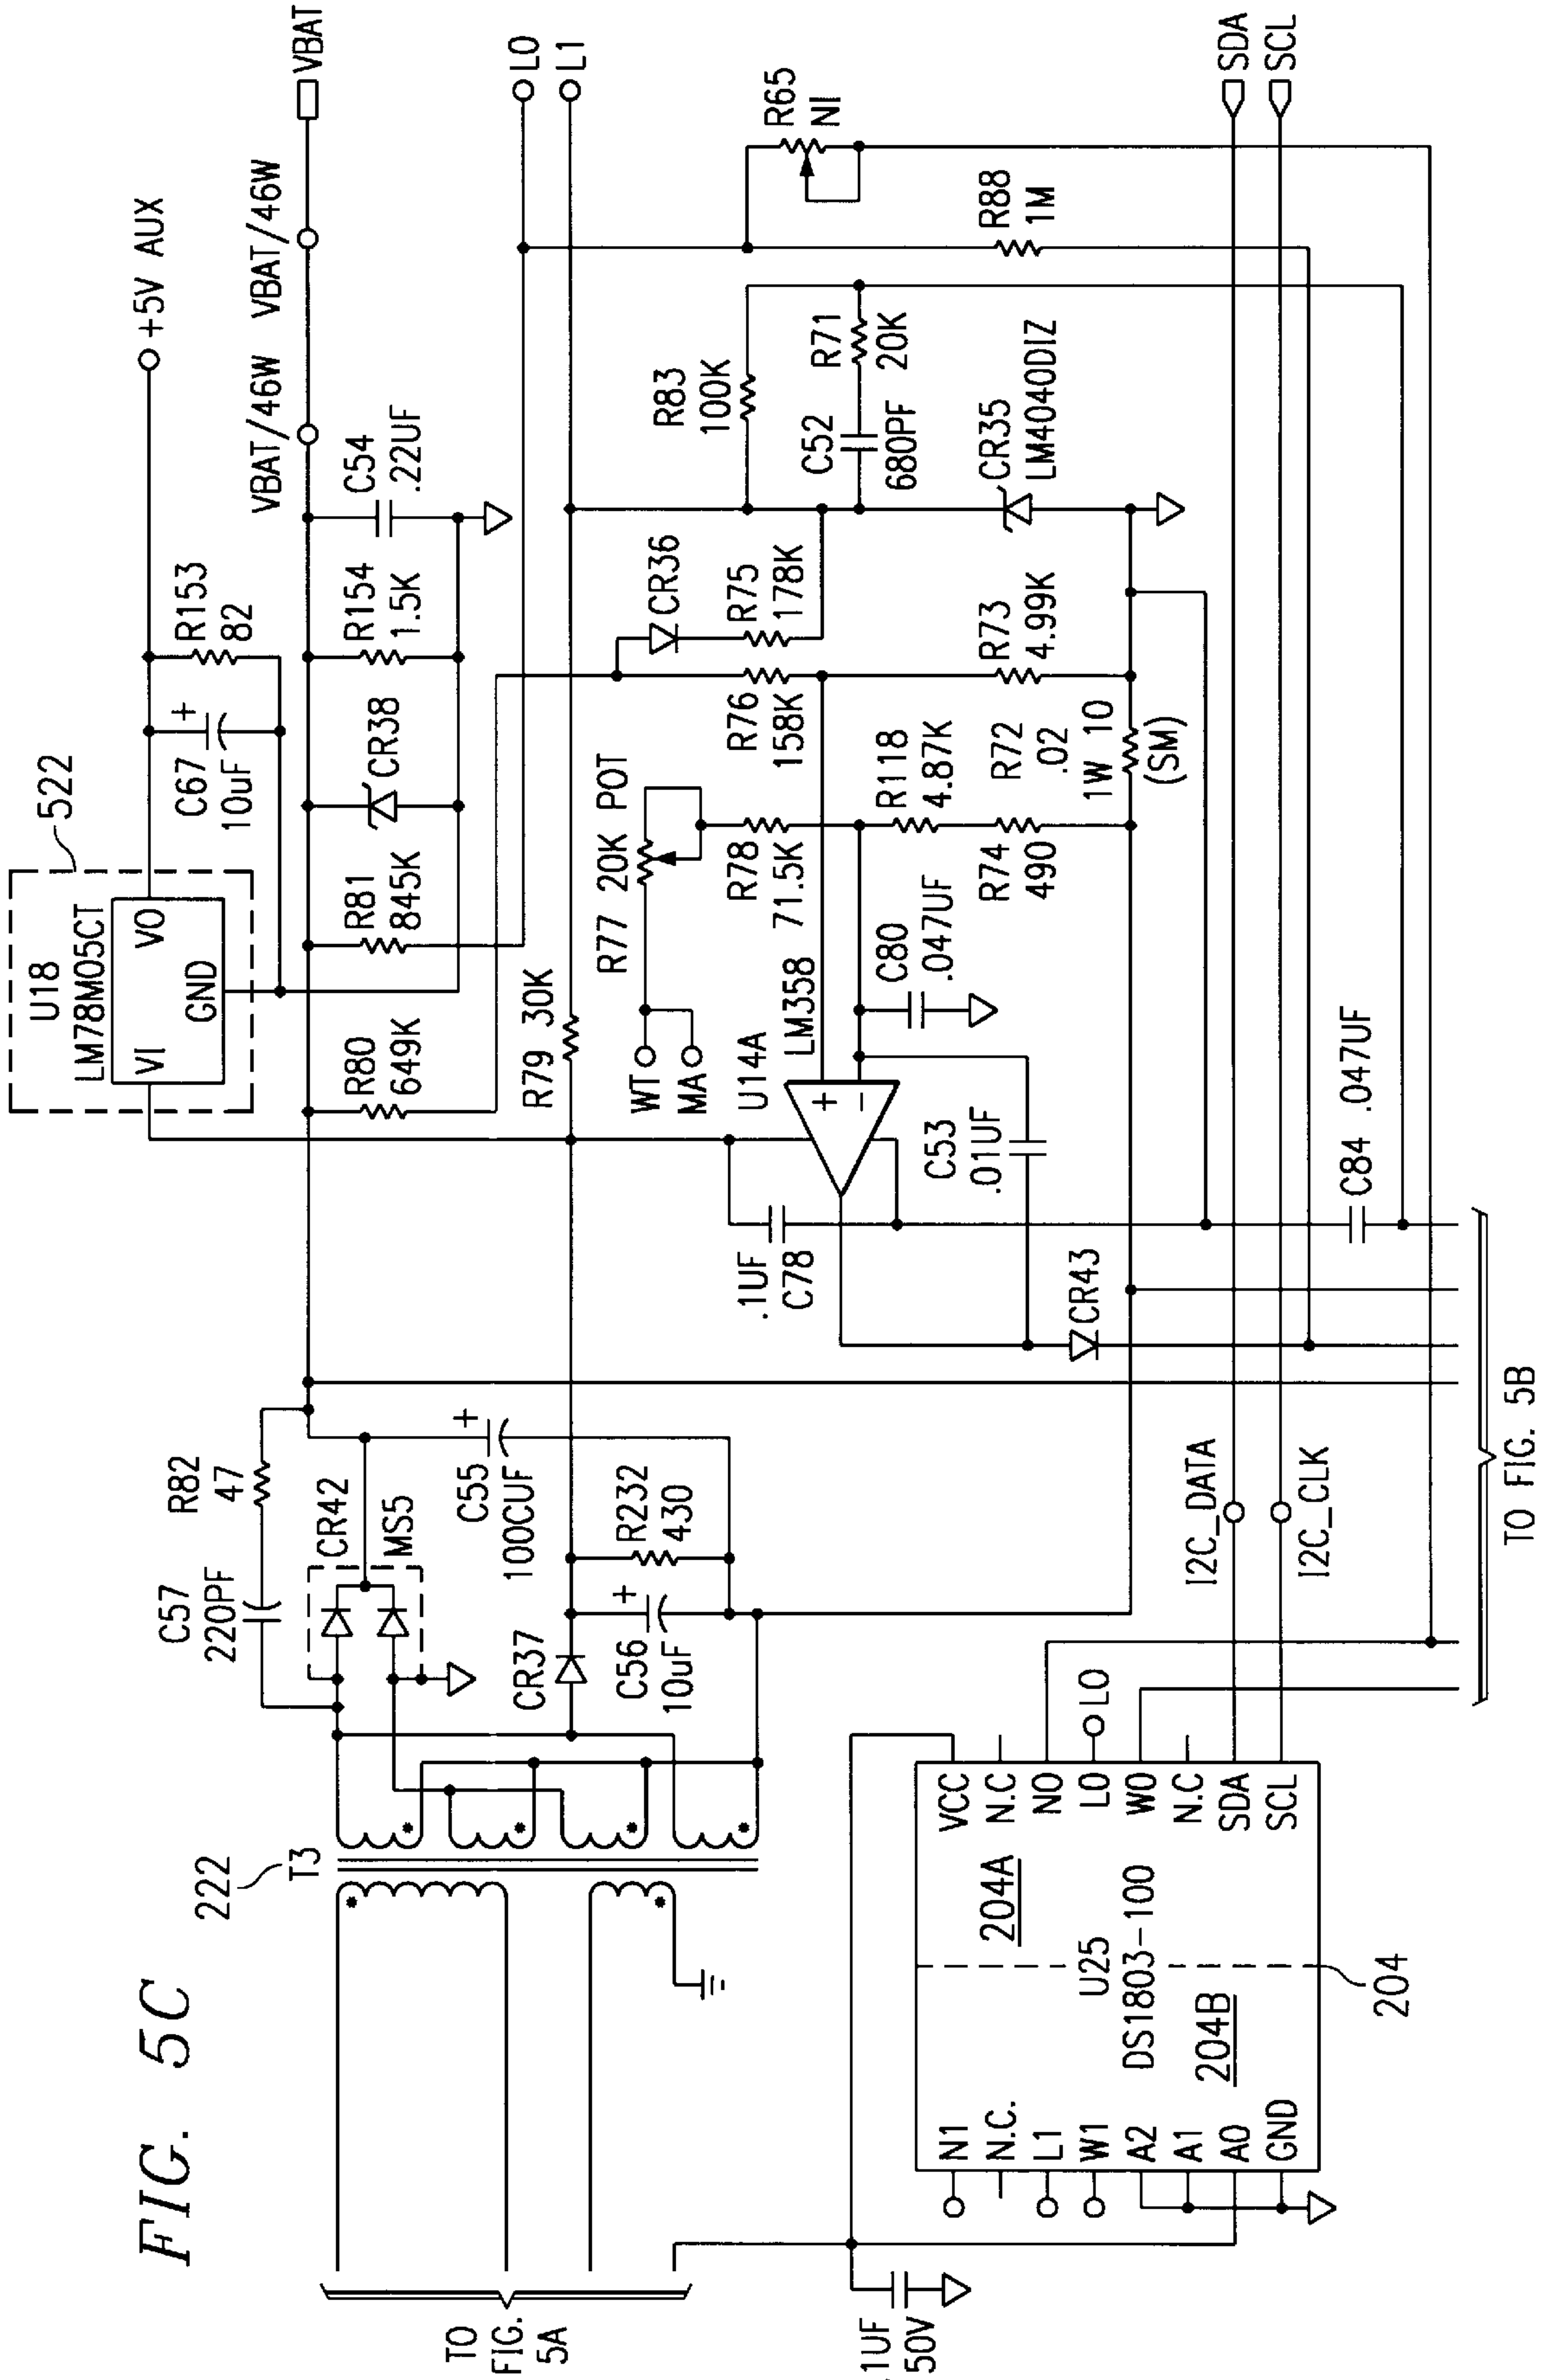 FIG. 5C
TO
FIG.
5A
222
T3
C57
220PF
R82
47
CR42
MS5
CR37
C55
100CUF
+
R232
430
C56
10uF
+
522
U18
LM78M05CT
VI
VO
GND
C67
10uF
+
R153
82
+5V AUX
R80
649K
R81
845K
CR38
R154
1.5K
C54
.22UF
VBAT/46W
VBAT/46W
VBAT
L0
L1
R79 30K
WT
MA
R77 20K POT
CR36
R76
158K
R75
178K
R83
100K
R65
NI
.1UF
C78
U14A
LM358
+
−
R78
71.5K
C52
680PF
R71
20K
C53
.01UF
C80
.047UF
R118
4.87K
R74
490
R72
.02
1W 10
(SM)
R73
4.99K
CR35
LM4040DIZ
R88
1M
CR43
C84 .047UF
SDA
SCL
I2C_DATA
I2C_CLK
1UF
50V
N1
N.C.
L1
W1
A2
A1
A0
GND
204A
U25
DS1803-100
204B
204
VCC
N.C
N0
L0
W0
N.C
SDA
SCL
LO
TO FIG. 5B